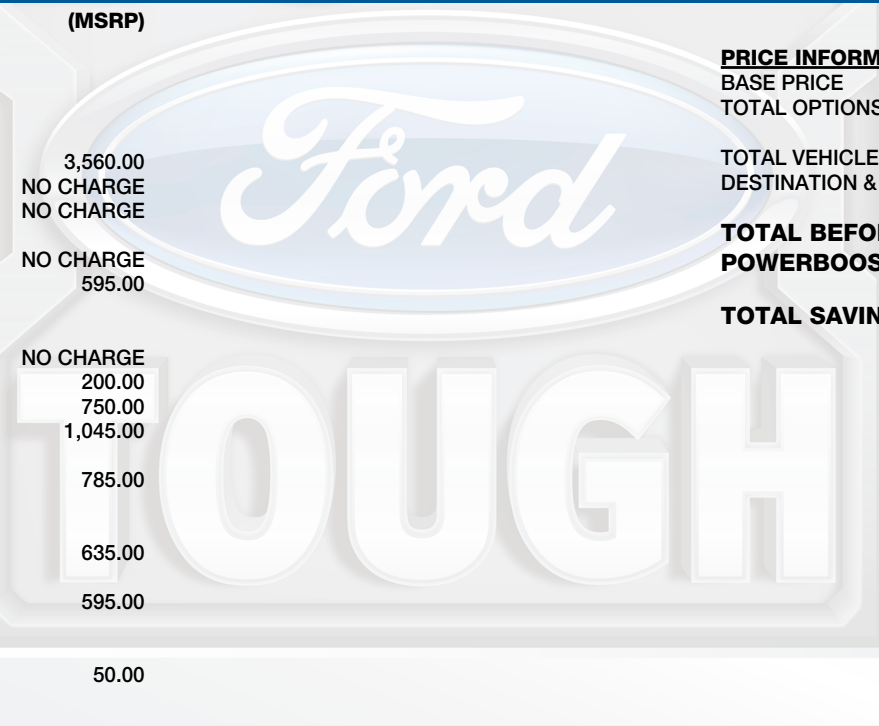 (MSRP)
3,560.00
NO CHARGE
NO CHARGE
NO CHARGE
595.00
NO CHARGE
200.00
750.00
1,045.00
785.00
635.00
595.00
50.00
PRICE INFORM
BASE PRICE
TOTAL OPTIONS
TOTAL VEHICLE
DESTINATION &
TOTAL BEFO
POWERBOOS
TOTAL SAVIN
Ford
TOUGH